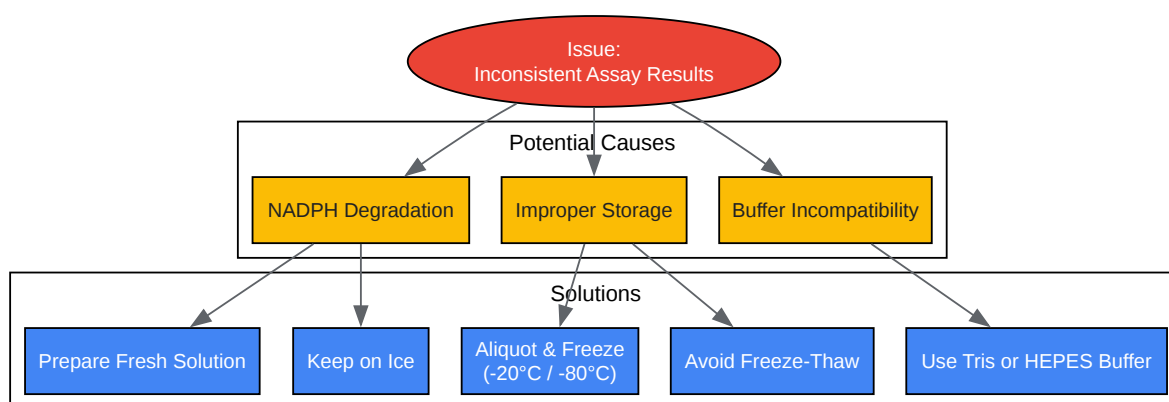 Issue:
Inconsistent Assay Results
Potential Causes
NADPH Degradation
Improper Storage
Buffer Incompatibility
Solutions
Prepare Fresh Solution
Keep on Ice
Aliquot & Freeze
(-20°C / -80°C)
Avoid Freeze-Thaw
Use Tris or HEPES Buffer